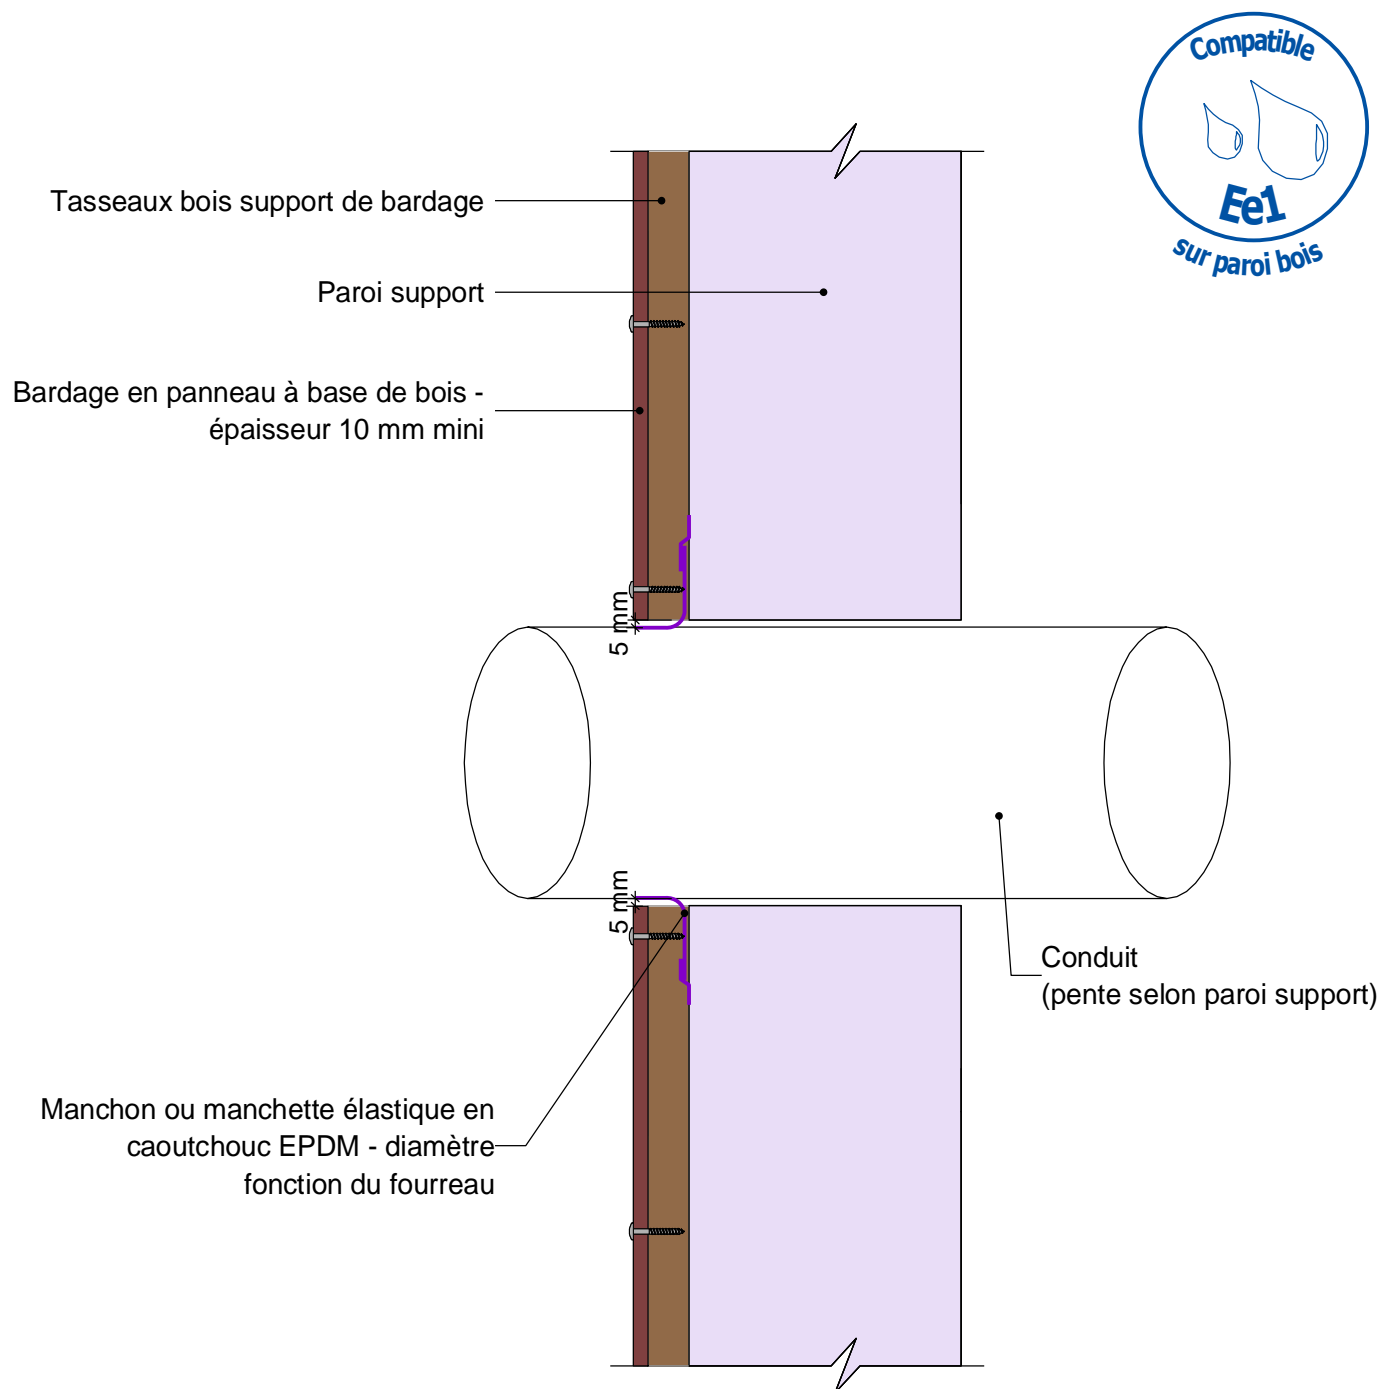 Compatible
Ee1
sur paroi bois
Tasseaux bois support de bardage
Paroi support
Bardage en panneau à base de bois -
épaisseur 10 mm mini
5 mm
5 mm
Conduit
(pente selon paroi support)
Manchon ou manchette élastique en
caoutchouc EPDM - diamètre
fonction du fourreau